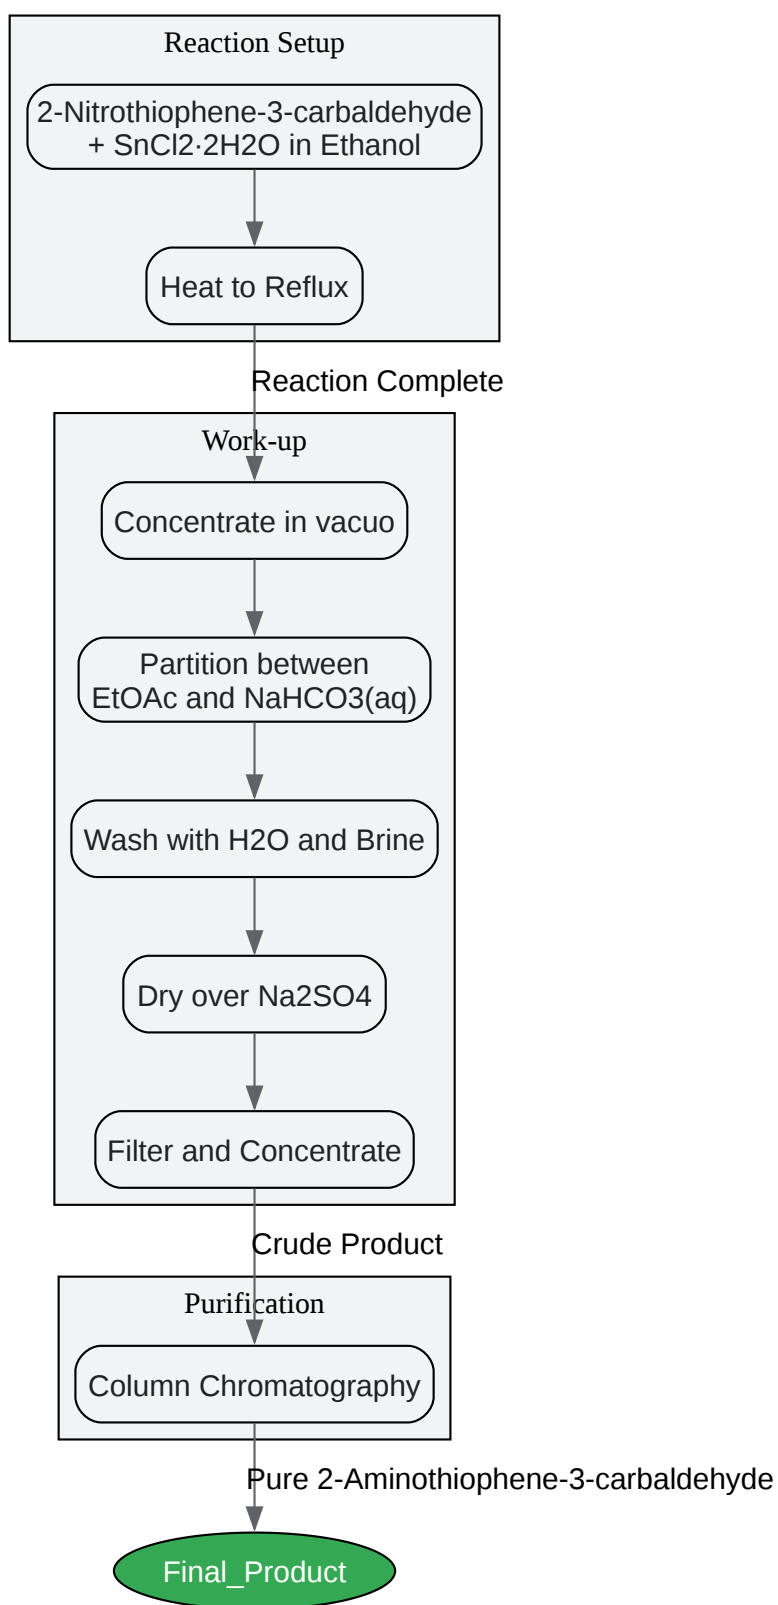 Reaction Setup
2-Nitrothiophene-3-carbaldehyde
+ SnCl2·2H2O in Ethanol
Heat to Reflux
Reaction Complete
Work-up
Concentrate in vacuo
Partition between
EtOAc and NaHCO3(aq)
Wash with H2O and Brine
Dry over Na2SO4
Filter and Concentrate
Crude Product
Purification
Column Chromatography
Pure 2-Aminothiophene-3-carbaldehyde
Final_Product